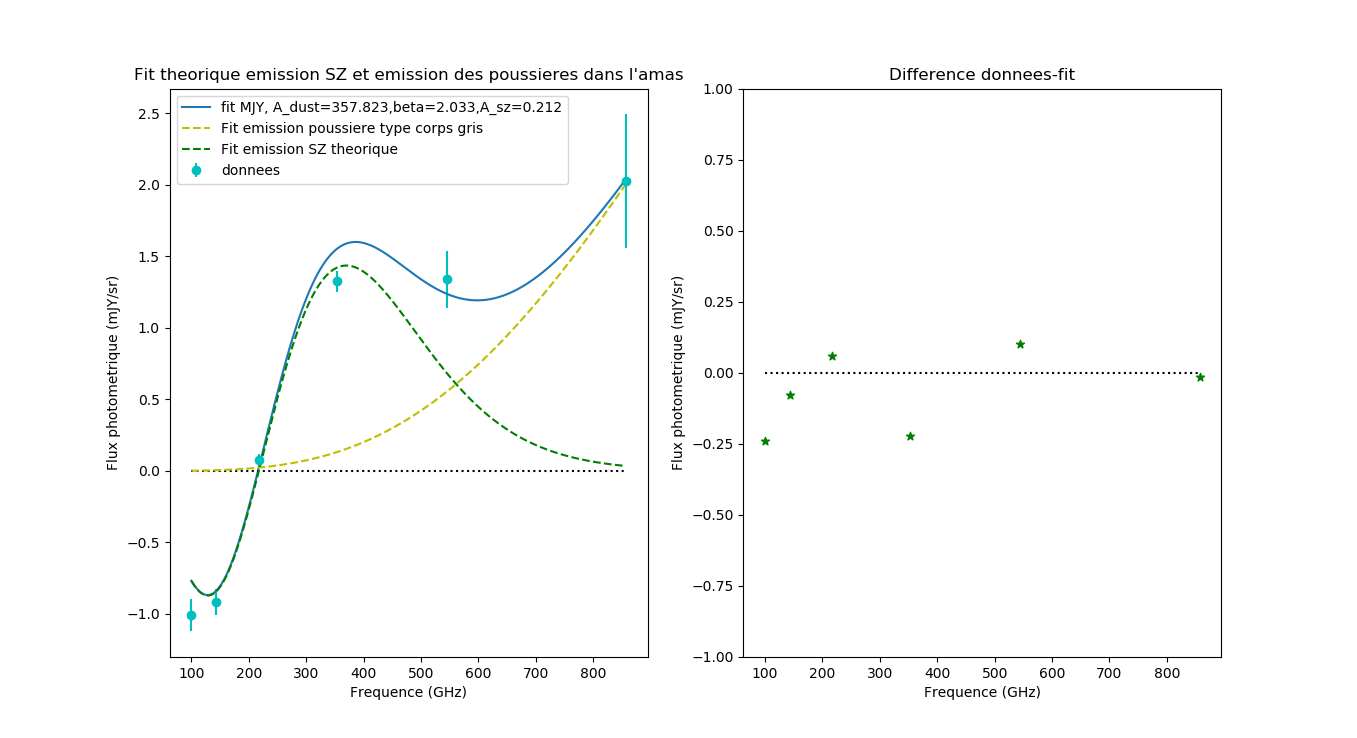 Fit theorique emission SZ et emission des poussieres dans l'amas
fit MJY, A_dust=357.823,beta=2.033,A_sz=0.212
Fit emission poussiere type corps gris
Fit emission SZ theorique
donnees
2.5
2.0
1.5
1.0
0.5
0.0
−0.5
−1.0
Flux photometrique (mJY/sr)
100 200 300 400 500 600 700 800
Frequence (GHz)
Difference donnees-fit
1.00
0.75
0.50
0.25
0.00
−0.25
−0.50
−0.75
−1.00
Flux photometrique (mJY/sr)
100 200 300 400 500 600 700 800
Frequence (GHz)